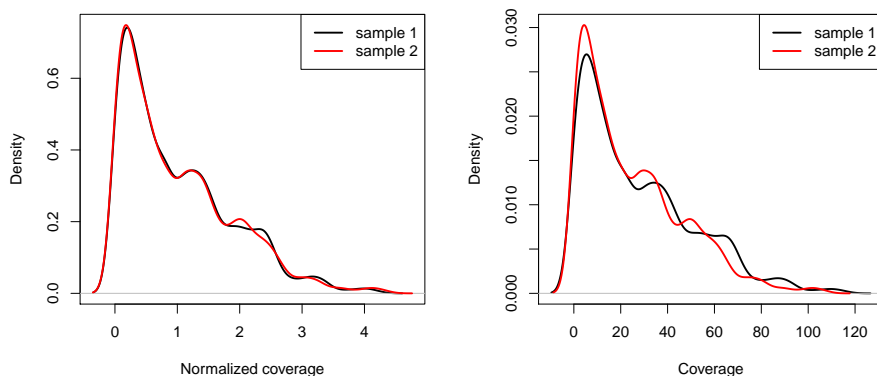 sample 1
sample 2
Density
0.0 0.2 0.4 0.6
0 1 2 3 4
Normalized coverage
sample 1
sample 2
Density
0.000 0.010 0.020 0.030
0 20 40 60 80 100 120
Coverage